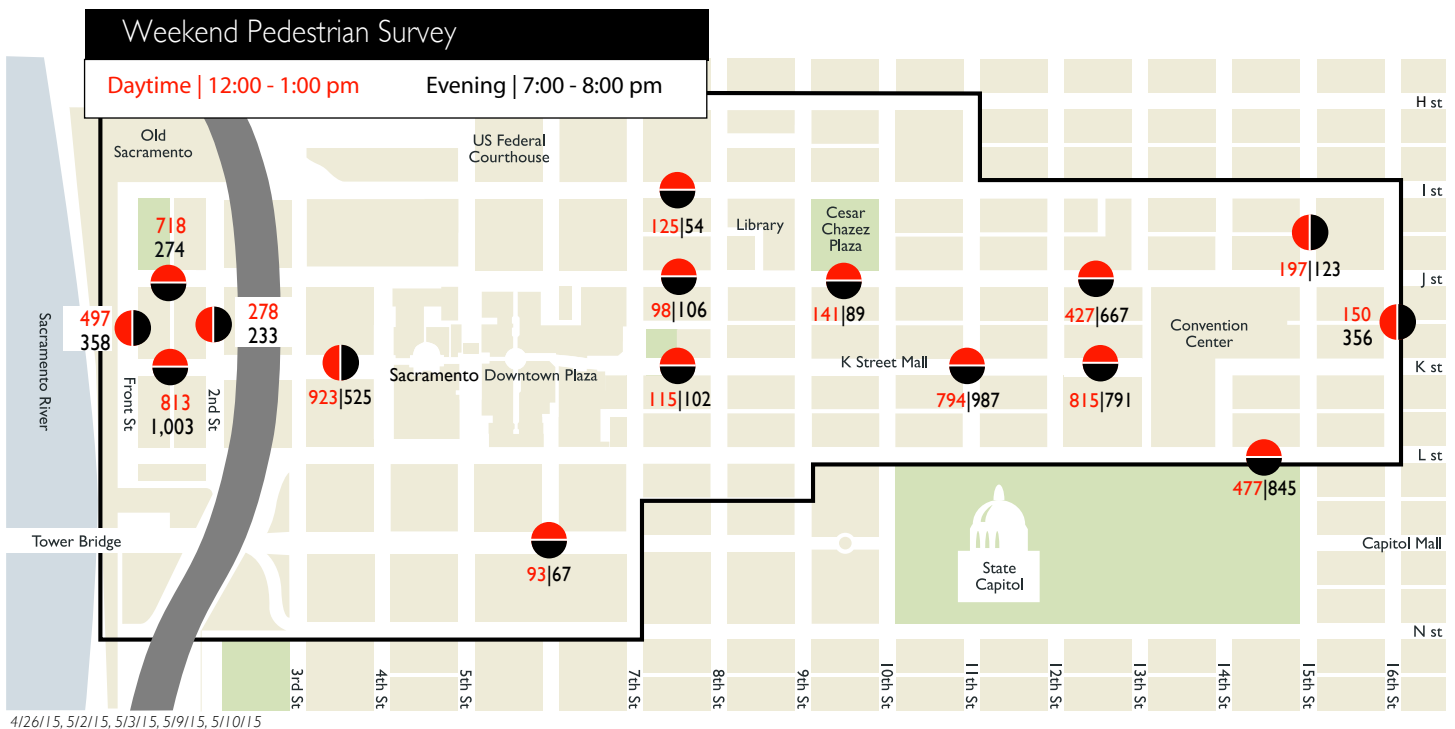 Weekend Pedestrian Survey
Daytime | 12:00 - 1:00 pm
Evening | 7:00 - 8:00 pm
H st
Old
Sacramento
US Federal
Courthouse
I st
125|54
Library
Cesar
Chazez
Plaza
718
274
197|123
J st
98|106
141|89
427|667
497
358
278
233
150
356
Convention
Center
Sacramento River
K Street Mall
K st
Sacramento Downtown Plaza
Front St
2nd St
813
1,003
923|525
115|102
794|987
815|791
L st
477|845
Tower Bridge
93|67
State
Capitol
Capitol Mall
N st
3rd St
4th St
5th St
7th St
8th St
9th St
10th St
11th St
12th St
13th St
14th St
15th St
16th St
4/26/15, 5/2/15, 5/3/15, 5/9/15, 5/10/15